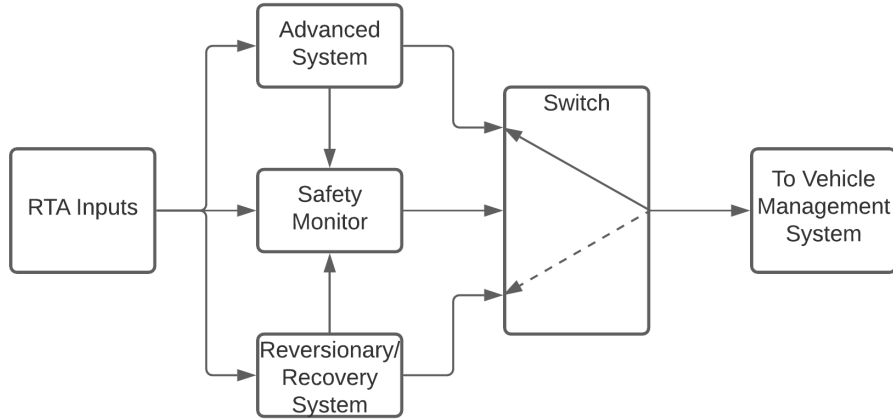 Advanced
System
Switch
RTA Inputs
Safety
Monitor
To Vehicle
Management
System
Reversionary/
Recovery
System